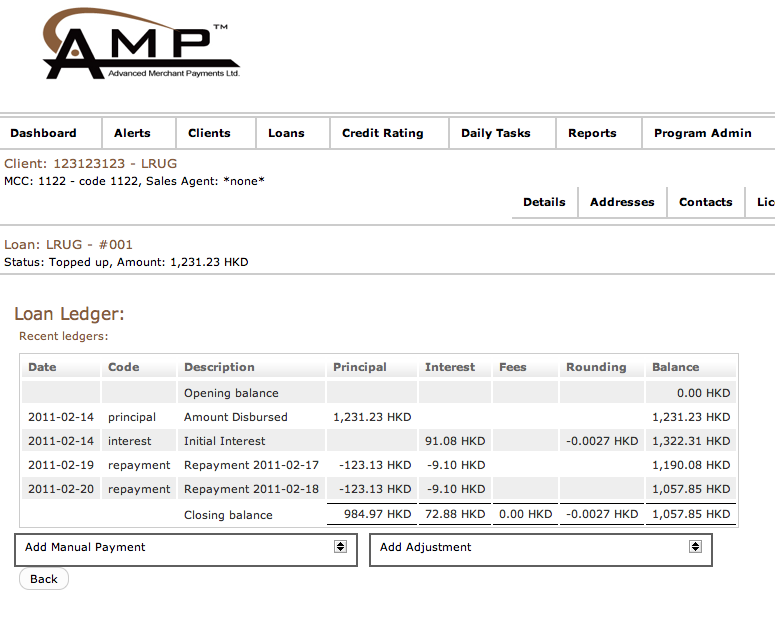 AMP™
Advanced Merchant Payments Ltd.
Dashboard Alerts Clients Loans Credit Rating Daily Tasks Reports Program Admin
Client: 123123123 - LRUG
MCC: 1122 - code 1122, Sales Agent: *none*
Details Addresses Contacts Lic
Loan: LRUG - #001
Status: Topped up, Amount: 1,231.23 HKD
Loan Ledger:
Recent ledgers:
Date Code Description Principal Interest Fees Rounding Balance
Opening balance 0.00 HKD
2011-02-14 principal Amount Disbursed 1,231.23 HKD 1,231.23 HKD
2011-02-14 interest Initial Interest 91.08 HKD -0.0027 HKD 1,322.31 HKD
2011-02-19 repayment Repayment 2011-02-17 -123.13 HKD -9.10 HKD 1,190.08 HKD
2011-02-20 repayment Repayment 2011-02-18 -123.13 HKD -9.10 HKD 1,057.85 HKD
Closing balance 984.97 HKD 72.88 HKD 0.00 HKD -0.0027 HKD 1,057.85 HKD
Add Manual Payment Add Adjustment
Back